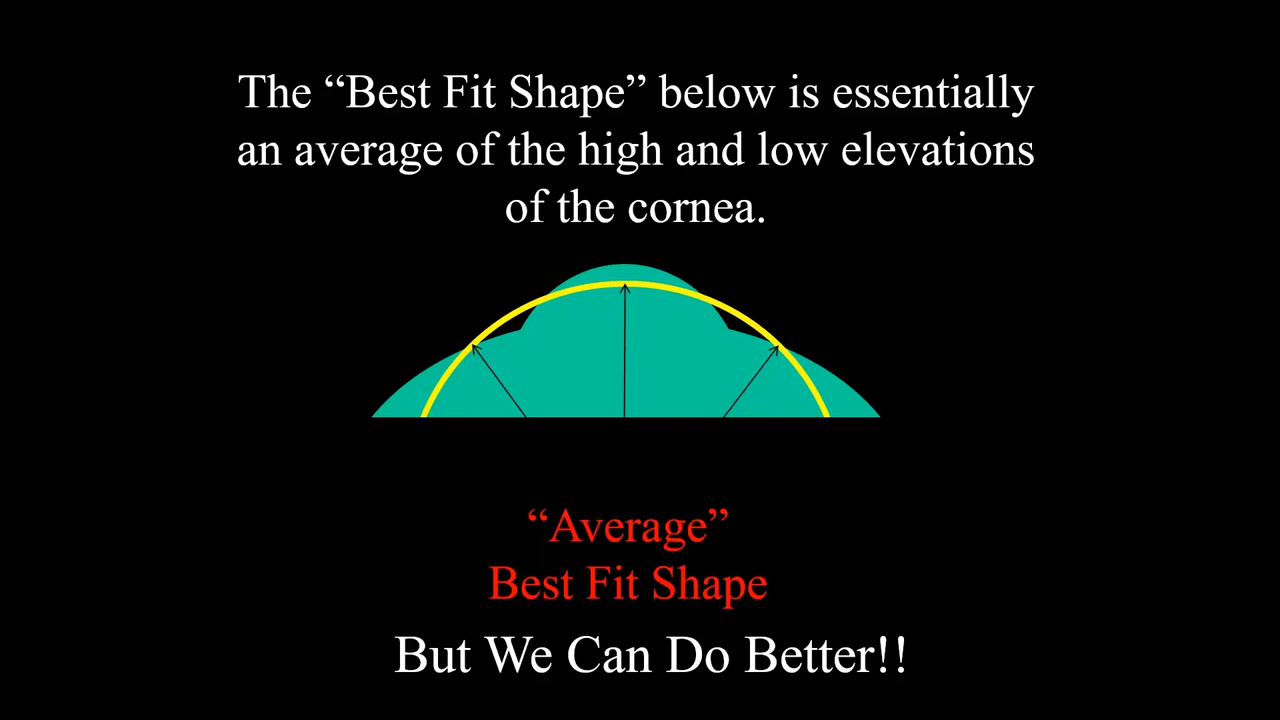 The “Best Fit Shape” below is essentially
an average of the high and low elevations
of the cornea.
“Average”
Best Fit Shape
But We Can Do Better!!